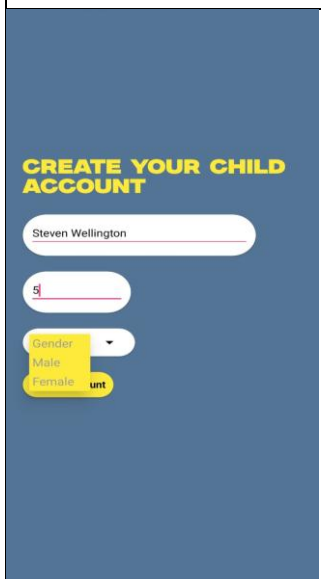 CREATE YOUR CHILD
ACCOUNT
Steven Wellington
5
Gender
Male
Female
unt